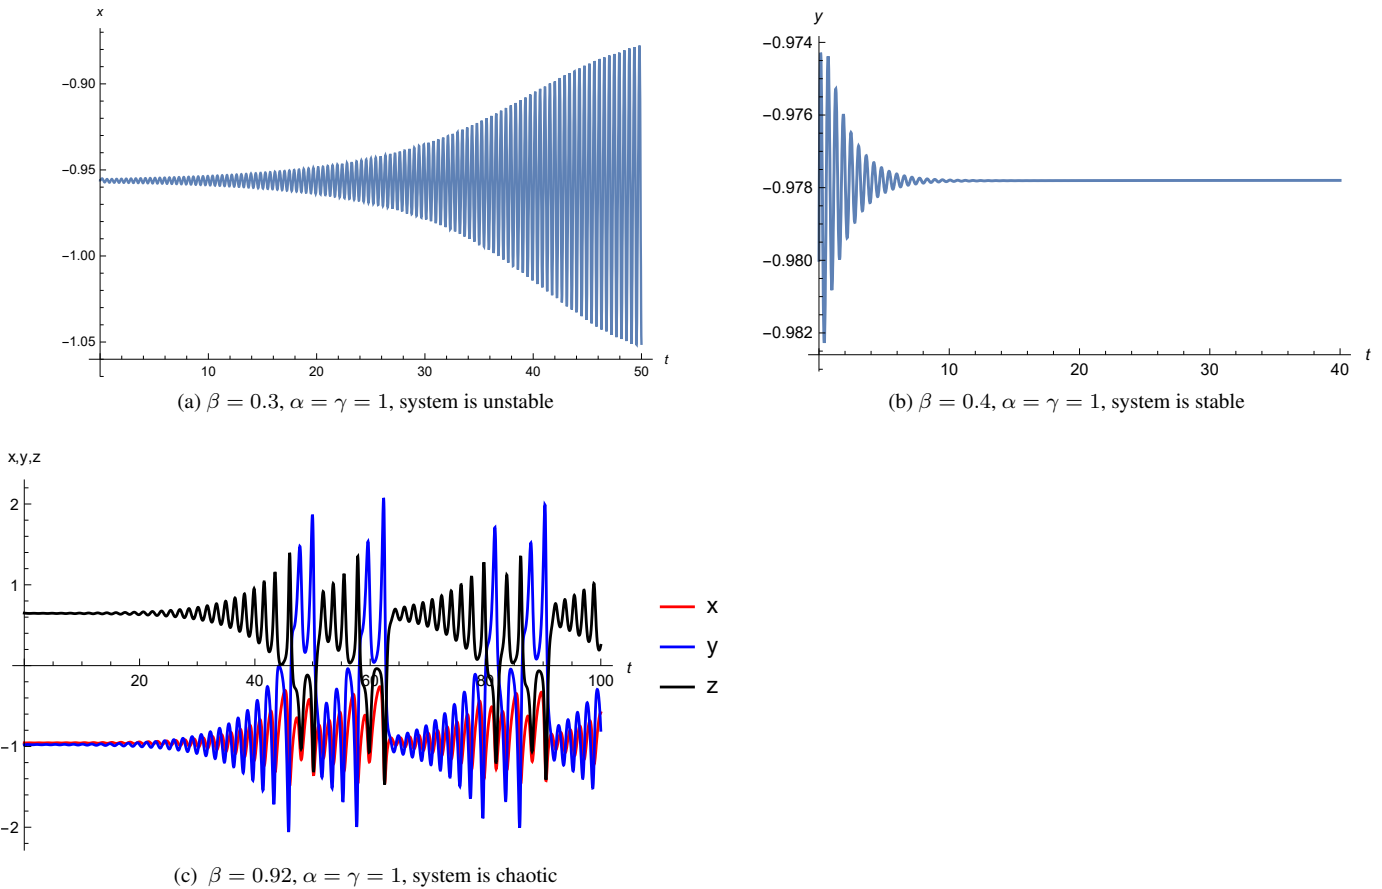 x
−0.90
−0.95
−1.00
−1.05
10 20 30 40 50 t
(a) β = 0.3, α = γ = 1, system is unstable
y
−0.974
−0.976
−0.978
−0.980
−0.982
10 20 30 40 t
(b) β = 0.4, α = γ = 1, system is stable
x,y,z
2
1
20 40 60 80 100 t
−1
−2
x
y
z
(c) β = 0.92, α = γ = 1, system is chaotic